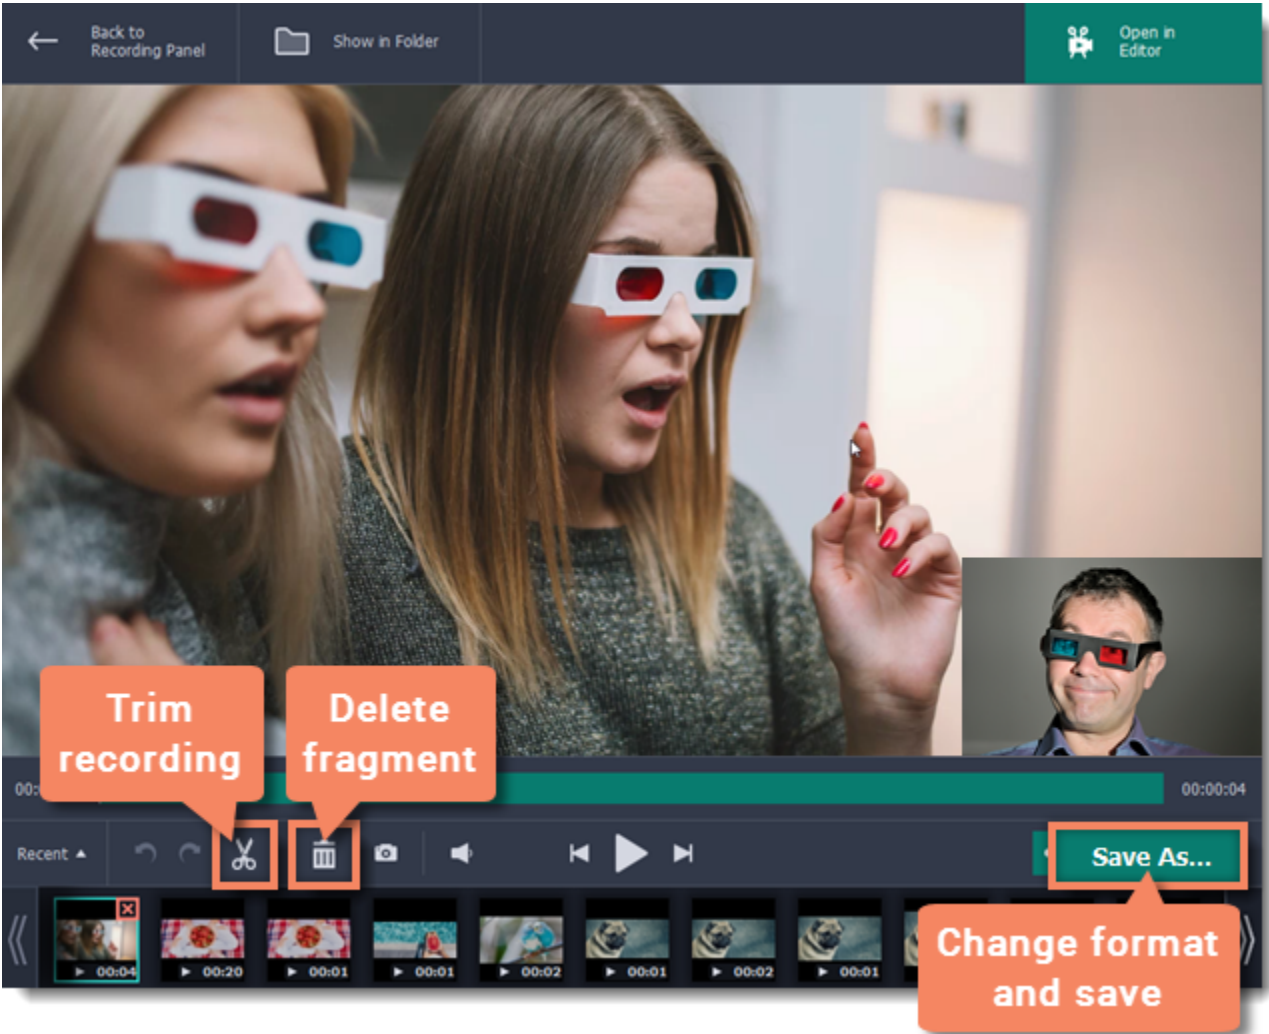 Back to
Recording Panel
Show in Folder
Open in
Editor
Trim
recording
Delete
fragment
00:00:04
Recent
Save As...
00:04
00:20
00:01
00:01
00:02
00:01
00:02
00:01
Change format
and save